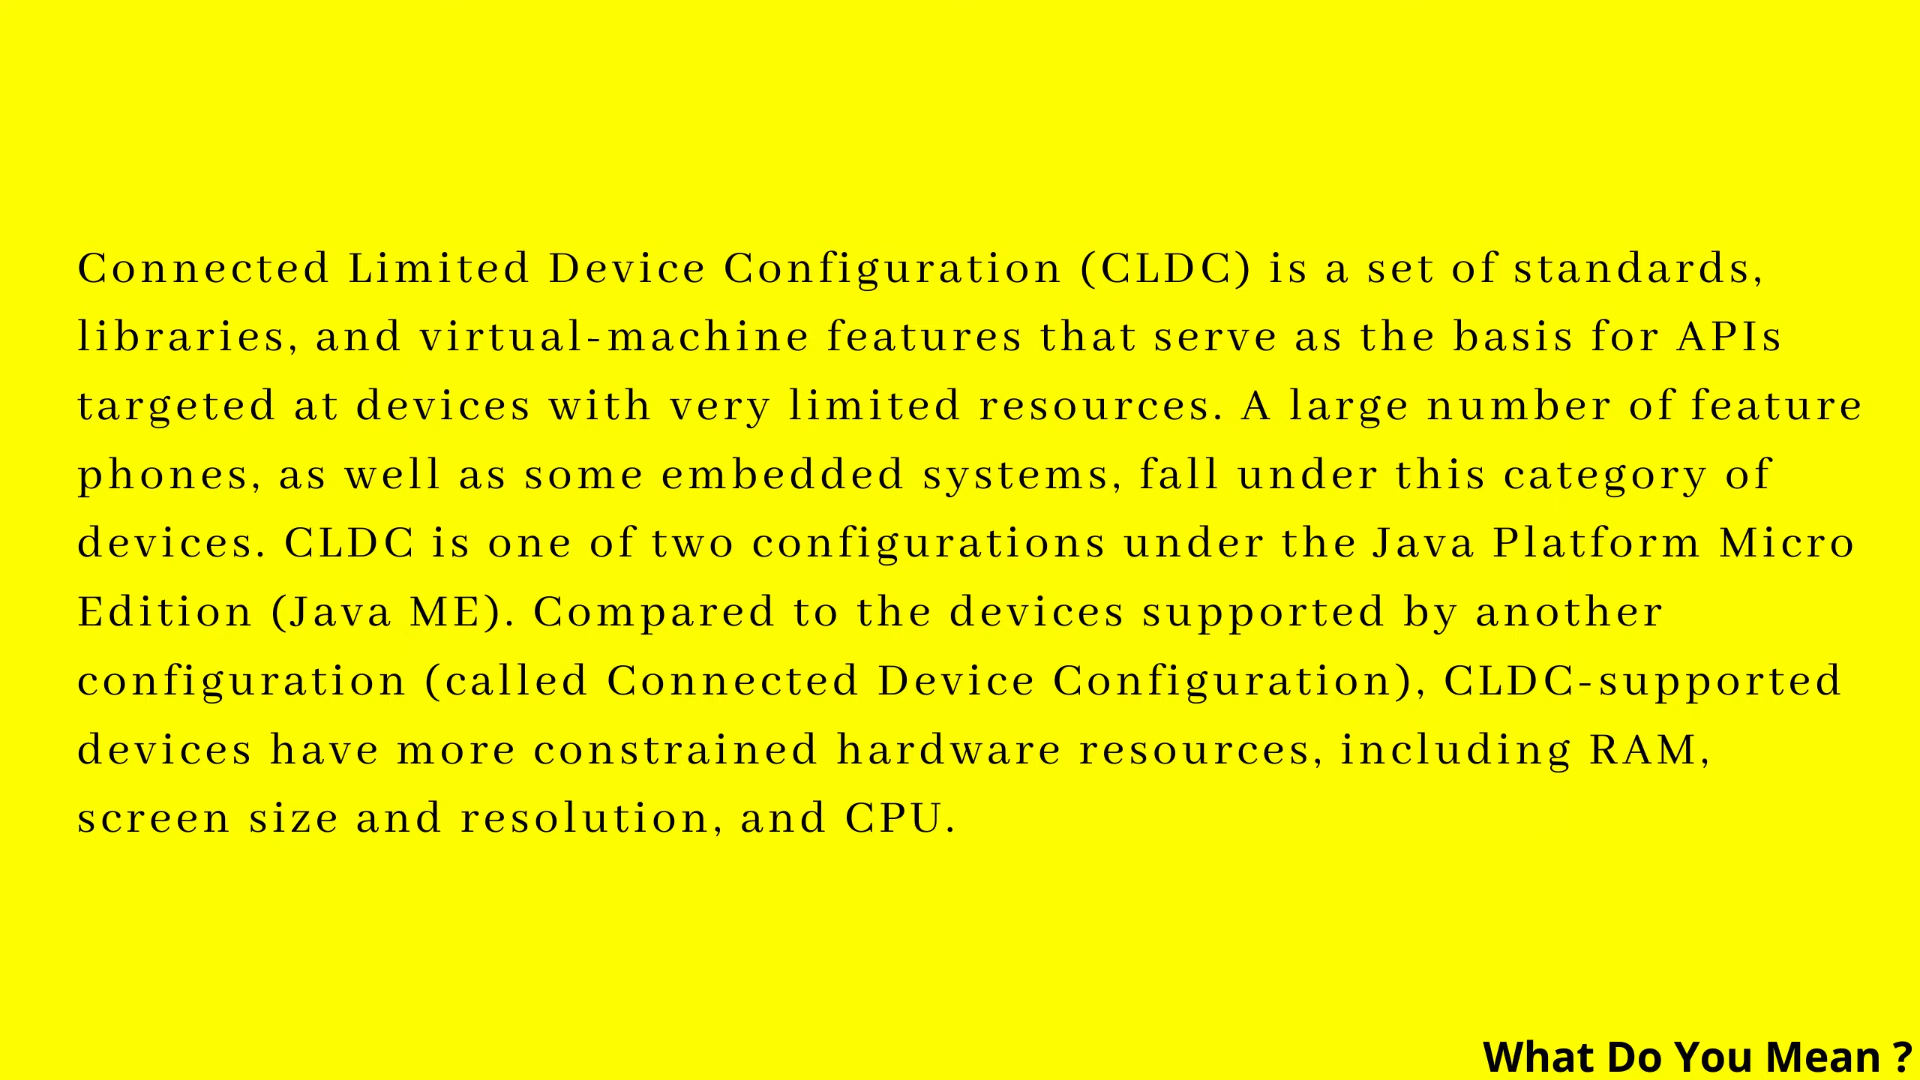 Connected Limited Device Configuration (CLDC) is a set of standards,
libraries, and virtual-machine features that serve as the basis for APIs
targeted at devices with very limited resources. A large number of feature
phones, as well as some embedded systems, fall under this category of
devices. CLDC is one of two configurations under the Java Platform Micro
Edition (Java ME). Compared to the devices supported by another
configuration (called Connected Device Configuration), CLDC-supported
devices have more constrained hardware resources, including RAM,
screen size and resolution, and CPU.
What Do You Mean ?